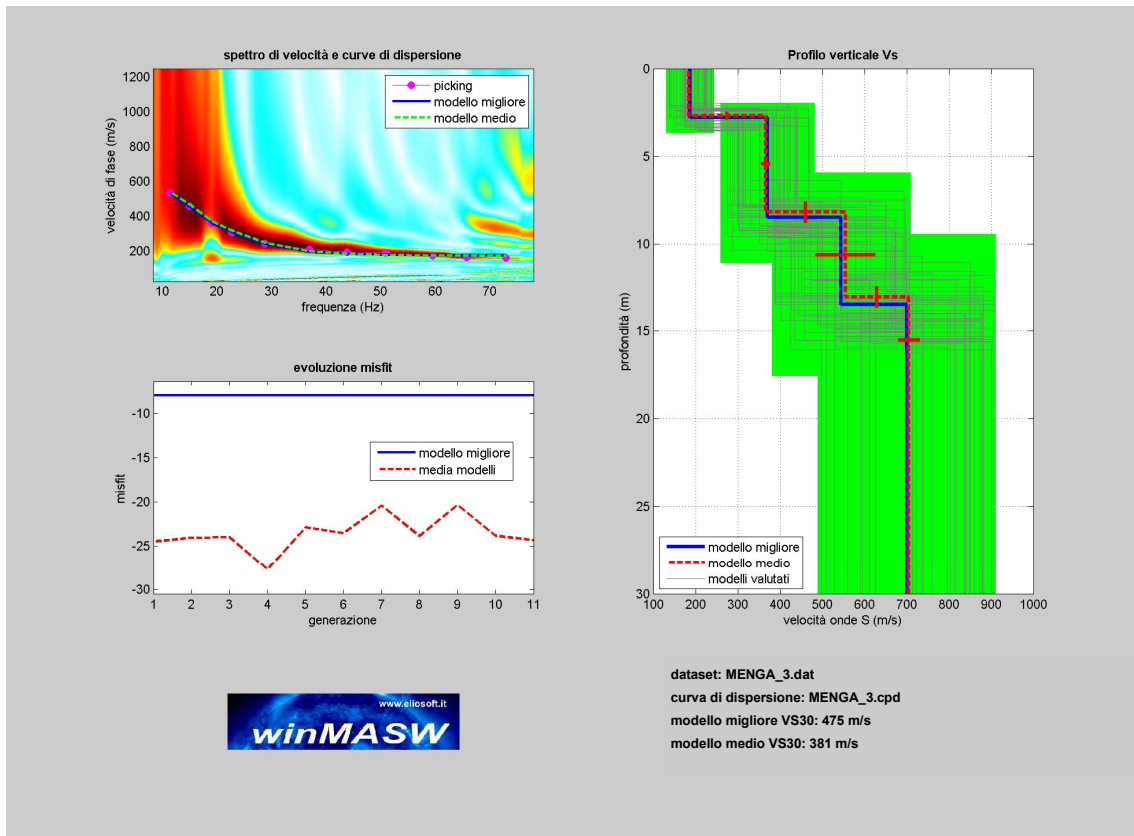 spettro di velocità e curve di dispersione
1200
1000
800
600
400
200
velocità di fase (m/s)
picking
modello migliore
modello medio
10 20 30 40 50 60 70
frequenza (Hz)
evoluzione misfit
-10
-15
-20
-25
-30
misfit
modello migliore
media modelli
1 2 3 4 5 6 7 8 9 10 11
generazione
Profilo verticale Vs
0
5
10
15
20
25
30
profondità (m)
modello migliore
modello medio
modelli valutati
100 200 300 400 500 600 700 800 900 1000
velocità onde S (m/s)
www.eliosoft.it
winMASW
dataset: MENGA_3.dat
curva di dispersione: MENGA_3.cpd
modello migliore VS30: 475 m/s
modello medio VS30: 381 m/s